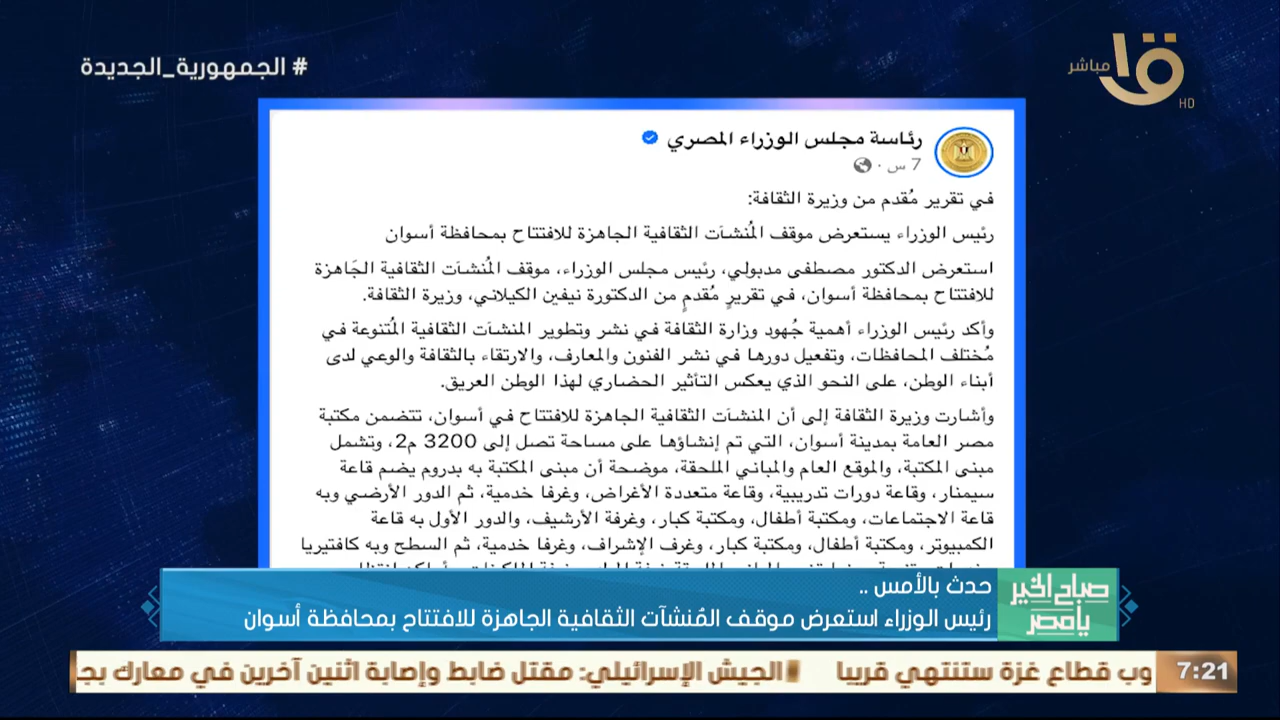 # الجمهورية_الجديدة
مباشر
HD
رئاسة مجلس الوزراء المصري
7 س ·
في تقرير مُقدم من وزيرة الثقافة:
رئيس الوزراء يستعرض موقف المُنشآت الثقافية الجاهزة للافتتاح بمحافظة أسوان
استعرض الدكتور مصطفى مدبولي، رئيس مجلس الوزراء، موقف المُنشآت الثقافية الجَاهزة
للافتتاح بمحافظة أسوان، في تقريرٍ مُقدمٍ من الدكتورة نيفين الكيلاني، وزيرة الثقافة.
وأكد رئيس الوزراء أهمية جُهود وزارة الثقافة في نشر وتطوير المنشآت الثقافية المُتنوعة في
مُختلف المحافظات، وتفعيل دورها في نشر الفنون والمعارف، والارتقاء بالثقافة والوعي لدى
أبناء الوطن، على النحو الذي يعكس التأثير الحضاري لهذا الوطن العريق.
وأشارت وزيرة الثقافة إلى أن المنشآت الثقافية الجاهزة للافتتاح في أسوان، تتضمن مكتبة
مصر العامة بمدينة أسوان، التي تم إنشاؤها على مساحة تصل إلى 3200 م2، وتشمل
مبنى المكتبة، والموقع العام والمباني الملحقة، موضحة أن مبنى المكتبة به بدروم يضم قاعة
سيمنار، وقاعة دورات تدريبية، وقاعة متعددة الأغراض، وغرفا خدمية، ثم الدور الأرضي وبه
قاعة الاجتماعات، ومكتبة أطفال، ومكتبة كبار، وغرفة الأرشيف، والدور الأول به قاعة
الكمبيوتر، ومكتبة أطفال، ومكتبة كبار، وغرف الإشراف، وغرفا خدمية، ثم السطح وبه كافتيريا
صباح الخير
يا مصر
حدث بالأمس ..
رئيس الوزراء استعرض موقف المُنشآت الثقافية الجاهزة للافتتاح بمحافظة أسوان
7:21
وب قطاع غزة ستنتهي قريبا الجيش الإسرائيلي: مقتل ضابط وإصابة اثنين آخرين في معارك بجـ